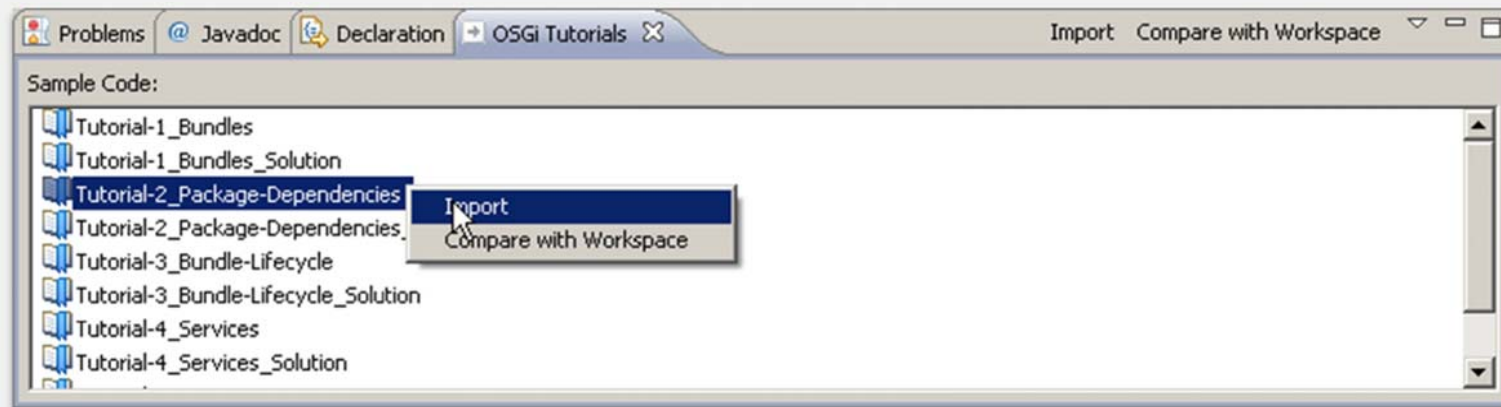 Problems @ Javadoc Declaration OSGi Tutorials Import Compare with Workspace
Sample Code:
Tutorial-1_Bundles
Tutorial-1_Bundles_Solution
Tutorial-2_Package-Dependencies
Import
Tutorial-2_Package-Dependencies_
Compare with Workspace
Tutorial-3_Bundle-Lifecycle
Tutorial-3_Bundle-Lifecycle_Solution
Tutorial-4_Services
Tutorial-4_Services_Solution